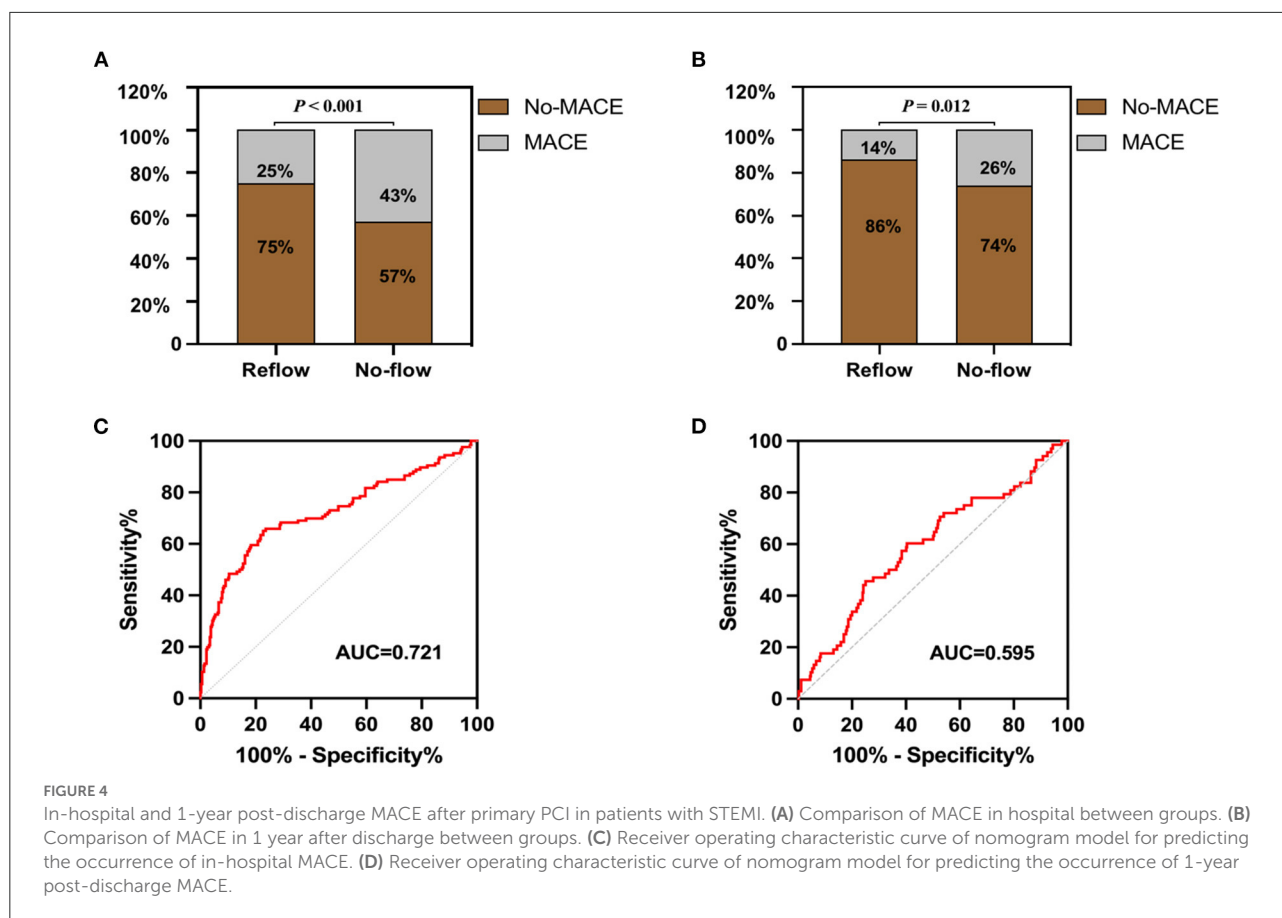 A
120%
100%
80%
60%
40%
20%
0
P < 0.001
25%
75%
43%
57%
Reflow
No-flow
No-MACE
MACE
B
120%
100%
80%
60%
40%
20%
0
P = 0.012
14%
86%
26%
74%
Reflow
No-flow
No-MACE
MACE
C
Sensitivity%
100
80
60
40
20
0
AUC=0.721
0 20 40 60 80 100
100% - Specificity%
D
Sensitivity%
100
80
60
40
20
0
AUC=0.595
0 20 40 60 80 100
100% - Specificity%
FIGURE 4
In-hospital and 1-year post-discharge MACE after primary PCI in patients with STEMI. (A) Comparison of MACE in hospital between groups. (B)
Comparison of MACE in 1 year after discharge between groups. (C) Receiver operating characteristic curve of nomogram model for predicting
the occurrence of in-hospital MACE. (D) Receiver operating characteristic curve of nomogram model for predicting the occurrence of 1-year
post-discharge MACE.